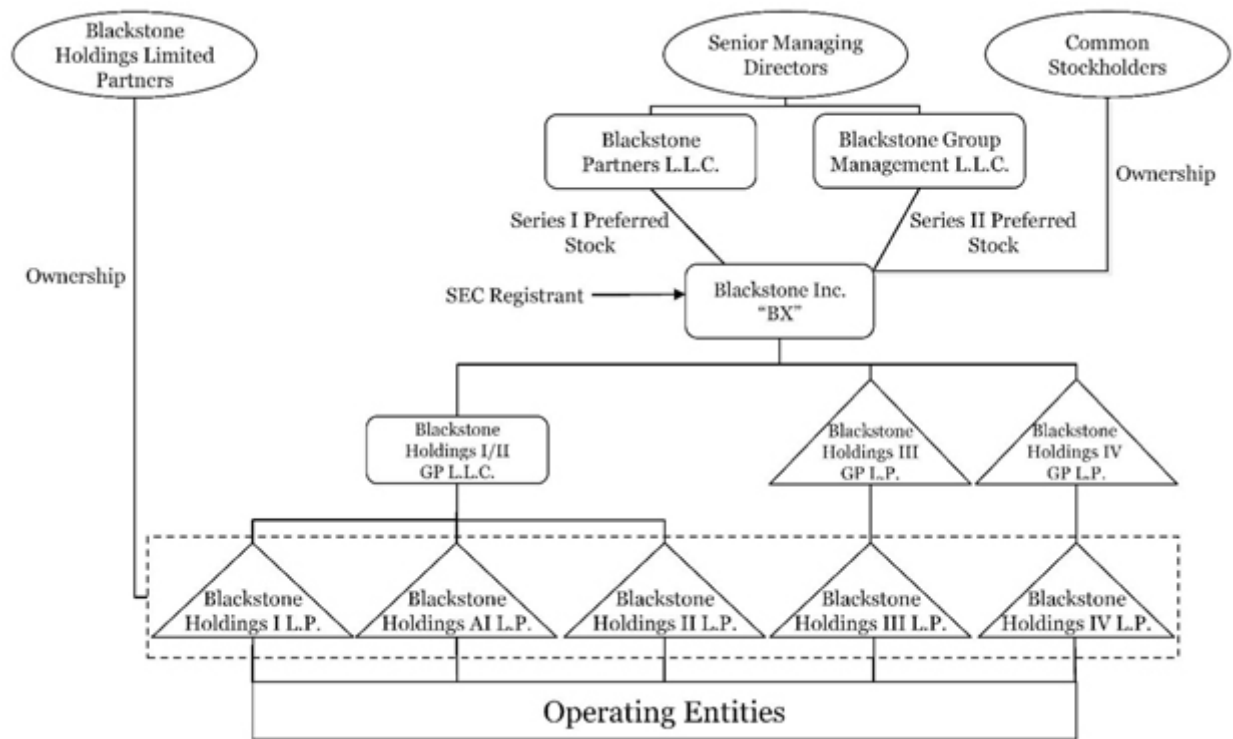 Blackstone
Holdings Limited
Partners
Senior Managing
Directors
Common
Stockholders
Blackstone
Partners L.L.C.
Blackstone Group
Management L.L.C.
Ownership
Series I Preferred
Stock
Series II Preferred
Stock
Ownership
SEC Registrant
Blackstone Inc.
“BX”
Blackstone
Holdings I/II
GP L.L.C.
Blackstone
Holdings III
GP L.P.
Blackstone
Holdings IV
GP L.P.
Blackstone
Holdings I L.P.
Blackstone
Holdings AI L.P.
Blackstone
Holdings II L.P.
Blackstone
Holdings III L.P.
Blackstone
Holdings IV L.P.
Operating Entities